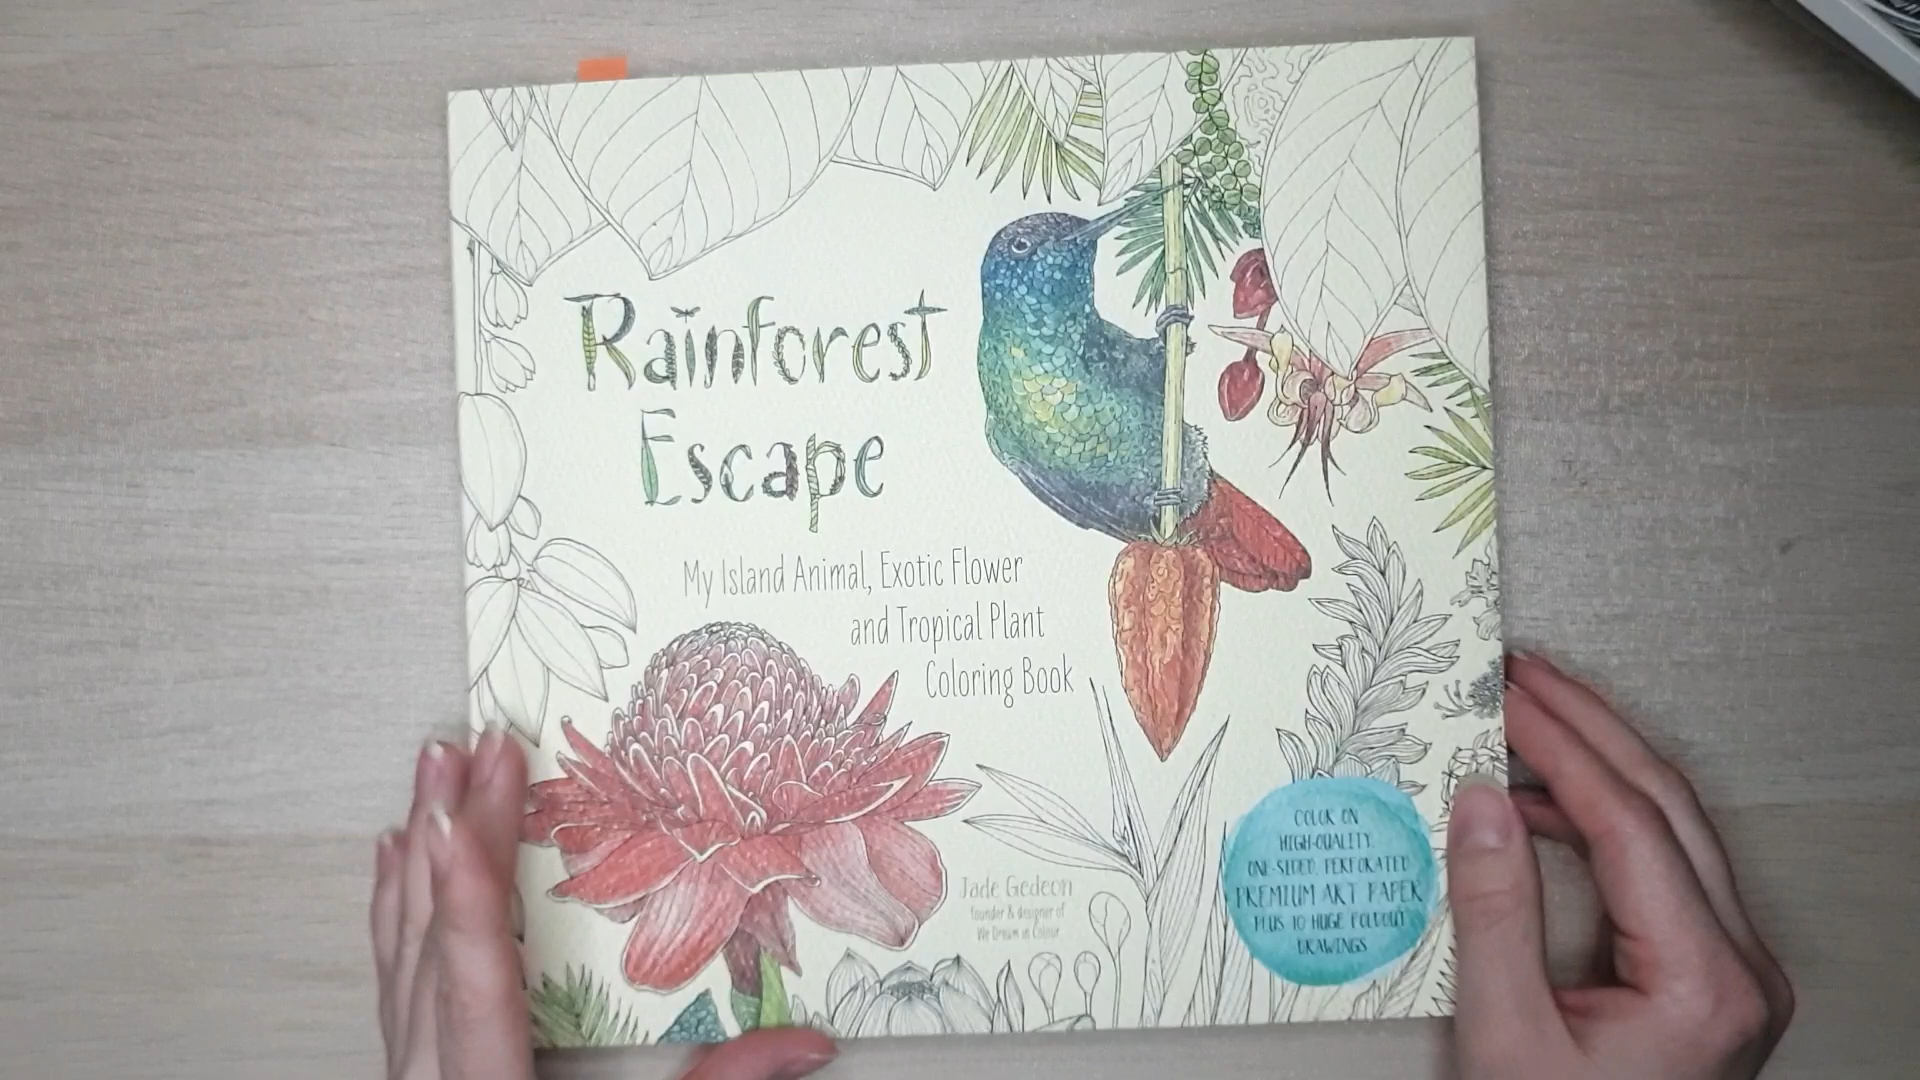 Rainforest
Escape
My Island Animal, Exotic Flower
and Tropical Plant
Coloring Book
Jade Gedeon
founder & designer of
We Dream in Colour
COLOR ON
HIGH-QUALITY,
ONE-SIDED, PERFORATED
PREMIUM ART PAPER
PLUS 10 HUGE FOLDOUT
DRAWINGS